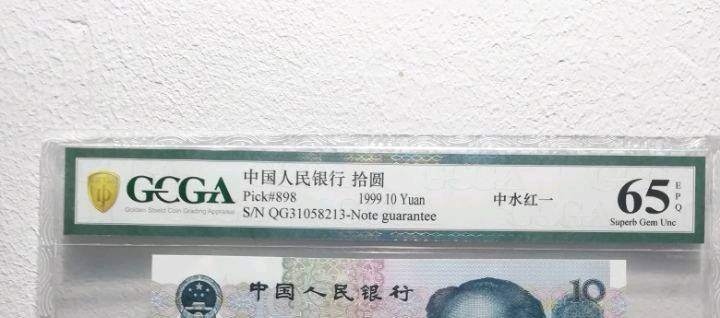 GCGA
Golden Shield Coin Grading Appraise
中国人民银行 拾圆
Pick#898 1999 10 Yuan
S/N QG31058213-Note guarantee
中水红一
65 EPQ
Superb Gem Unc
中国人民银行
10